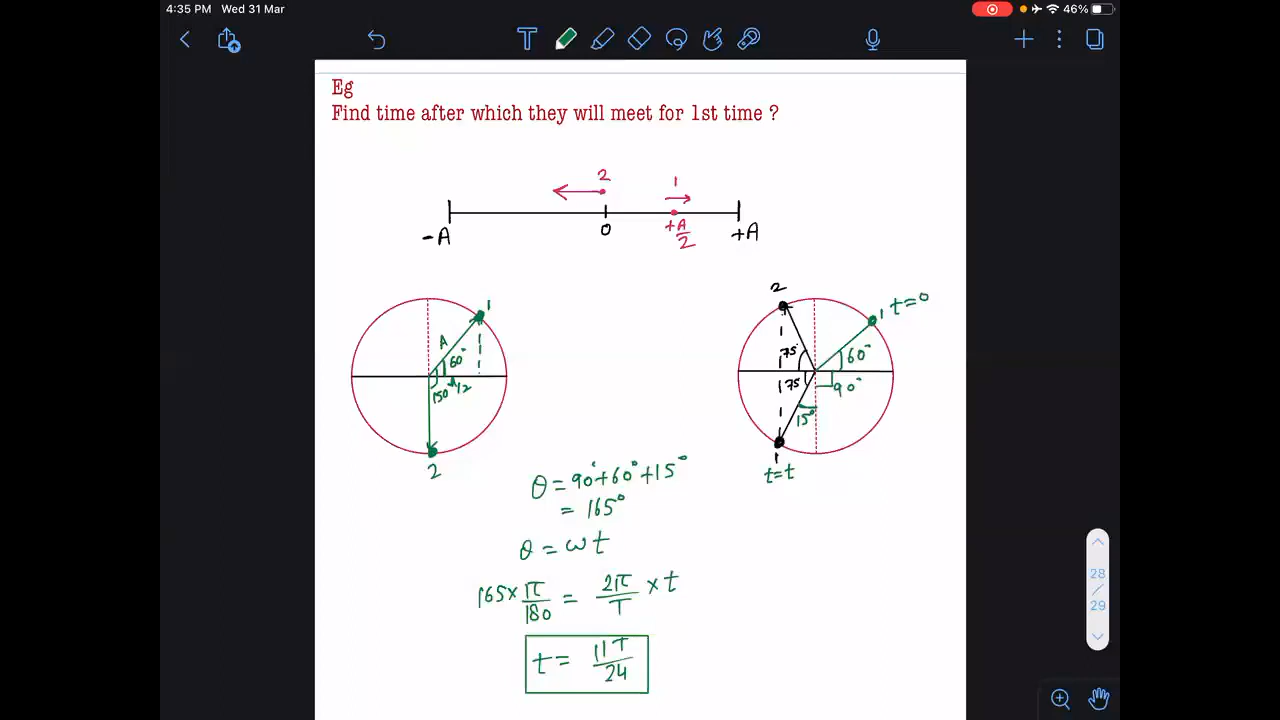 4:35 PM Wed 31 Mar
46%
T
Eg
Find time after which they will meet for 1st time ?
2
1
-A
0
+A/2
+A
1
A
60°
150°
A/2
2
2
1
t=0
75°
60°
75
90°
15°
1
t=t
θ = 90°+60°+15°
= 165°
θ = ωt
165 × π/180 = 2π/T × t
t = 11T/24
28
/
29